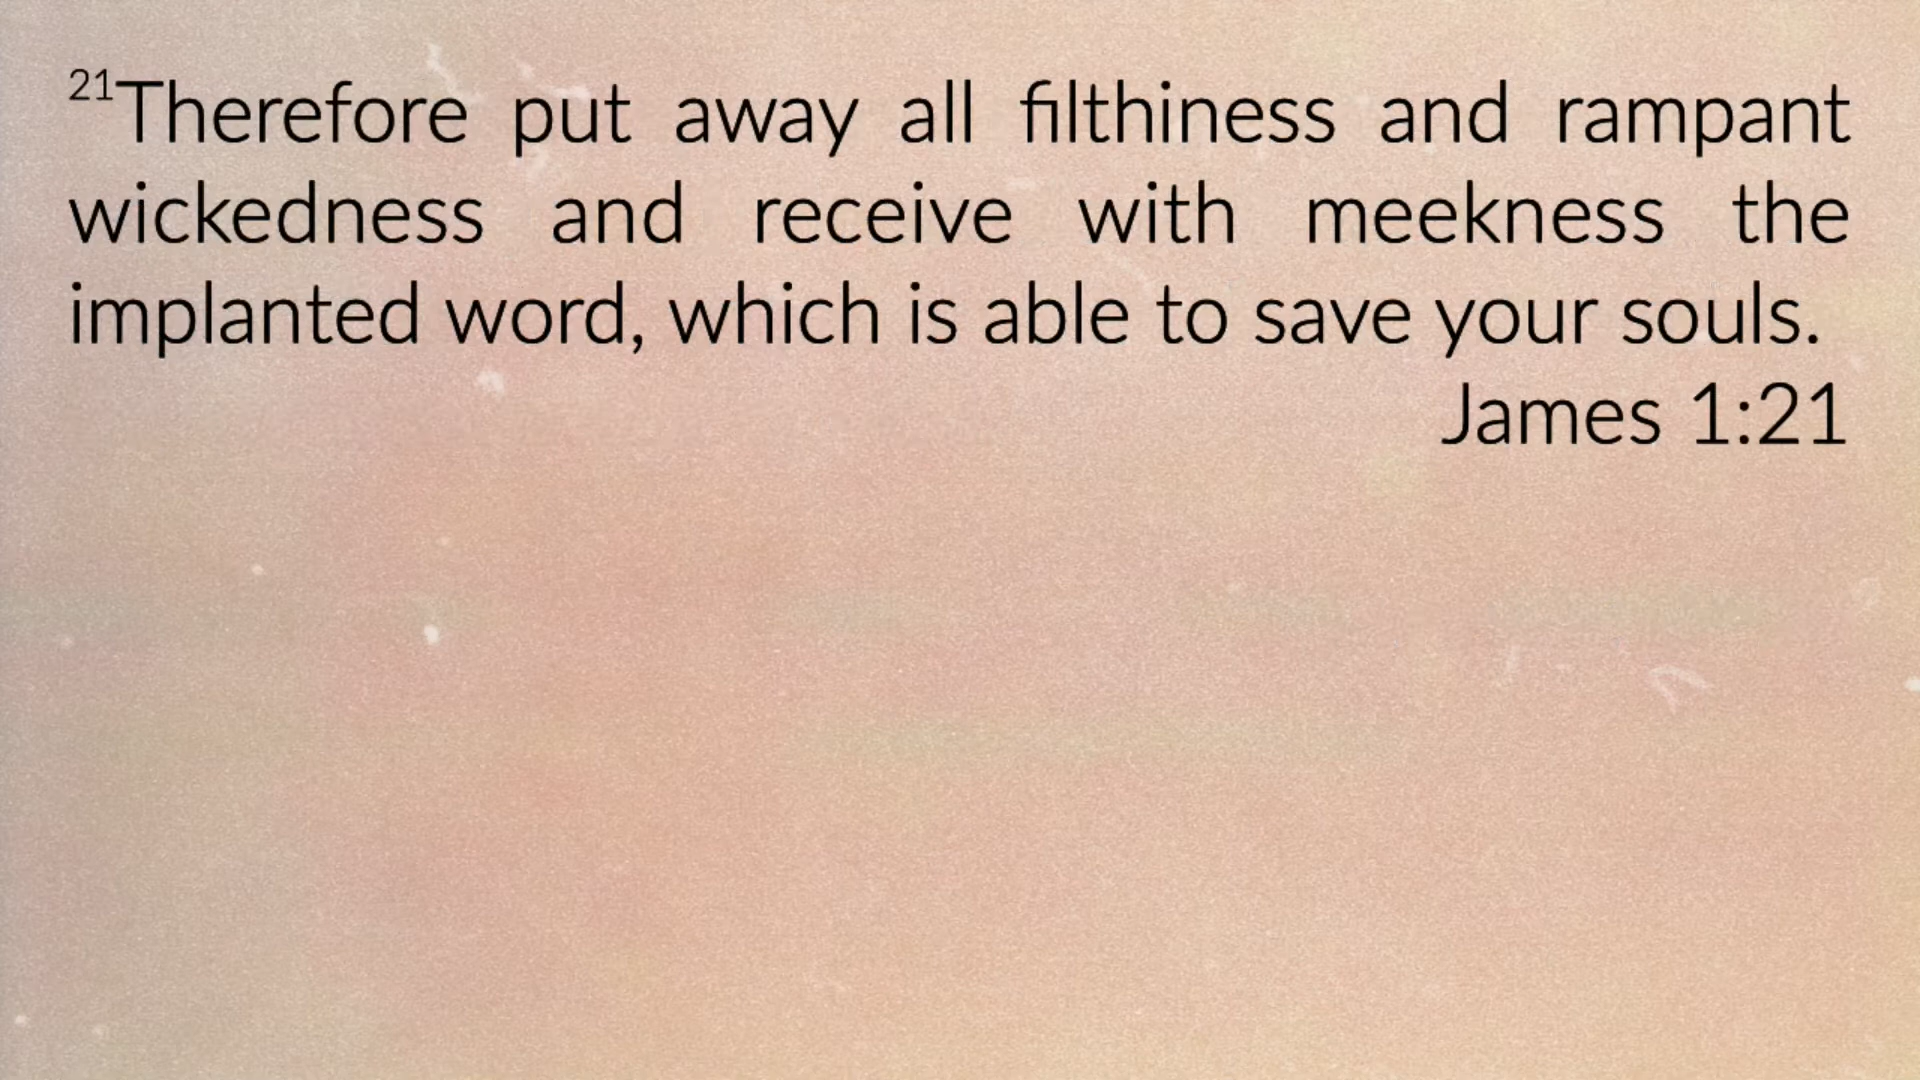 21Therefore put away all filthiness and rampant
wickedness and receive with meekness the
implanted word, which is able to save your souls.
James 1:21